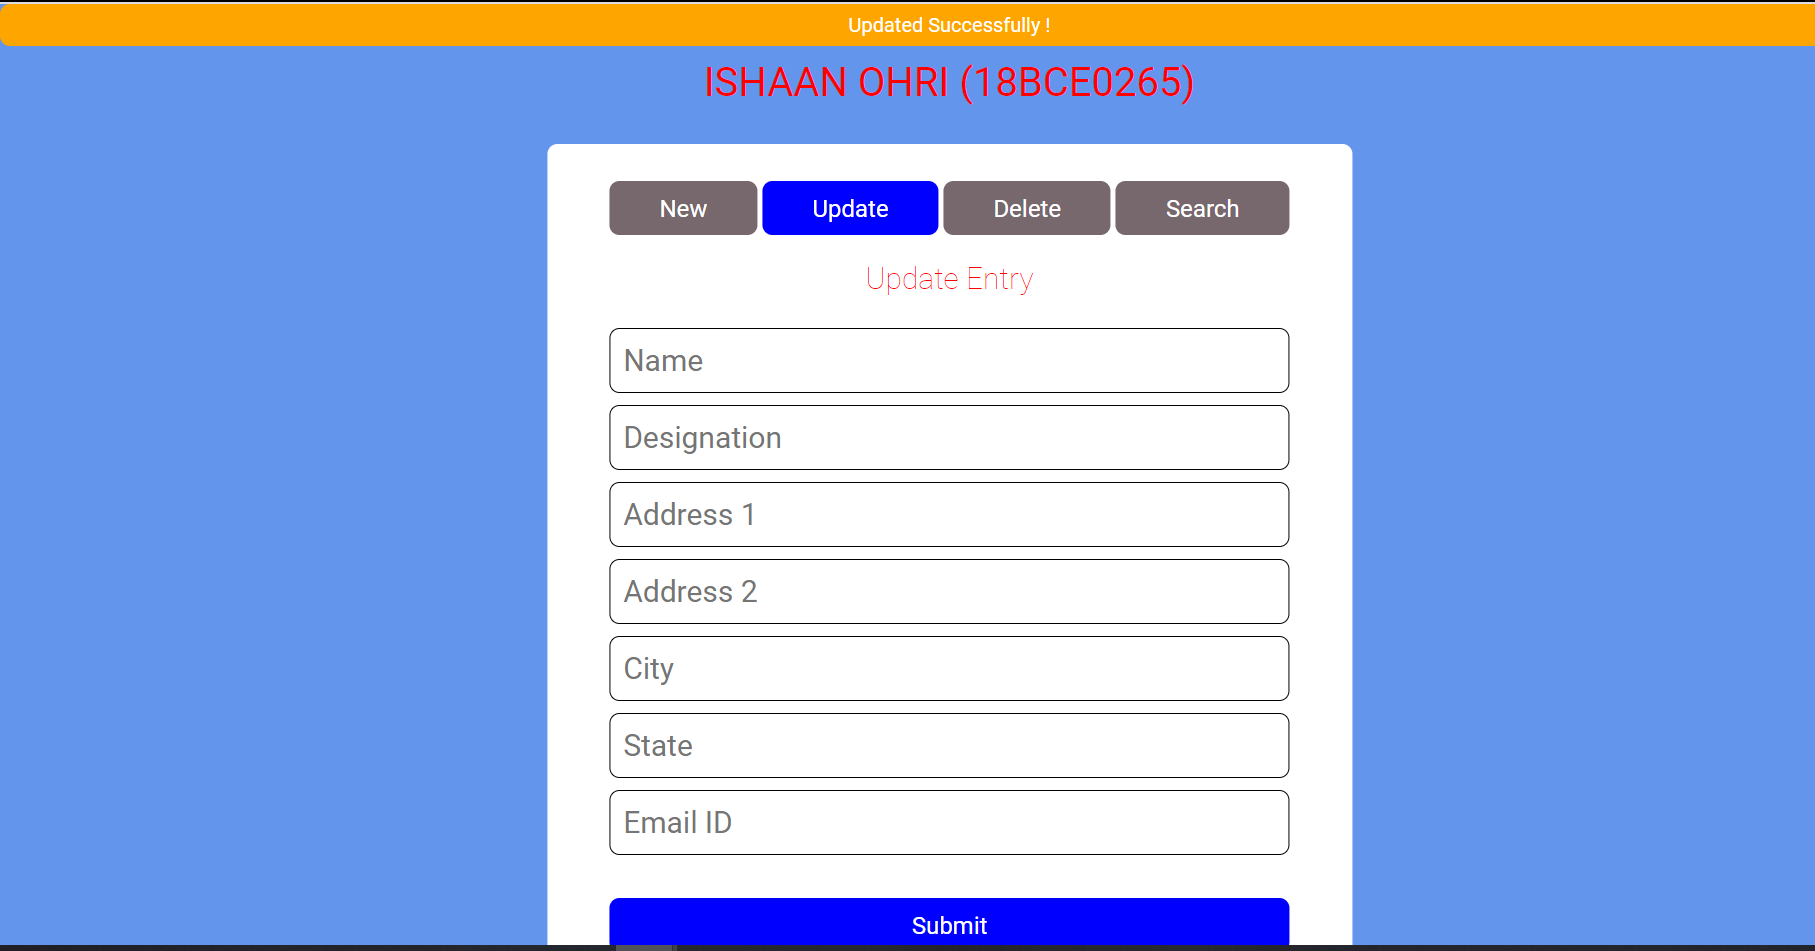 Updated Successfully !
ISHAAN OHRI (18BCE0265)
New Update Delete Search
Update Entry
Name
Designation
Address 1
Address 2
City
State
Email ID
Submit